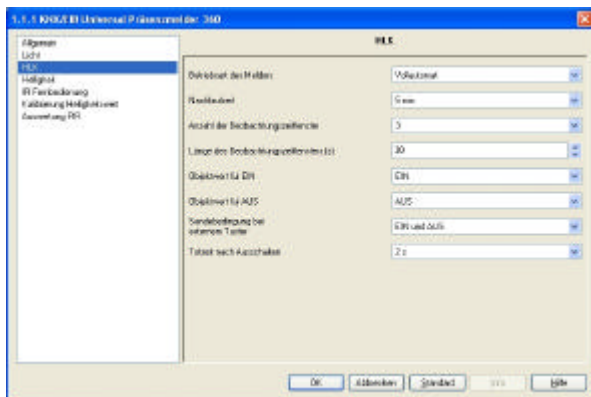 1.1.1 KNX/EIB Universal Präsenzmelder 360
Allgemein
Licht
HLK
Helligkeit
IR Fernbedienung
Kalibrierung Helligkeitswert
Auswertung PIR
HLK
Betriebsart des Melders
Vollautomat
Nachlaufzeit
5 min
Anzahl der Beobachtungszeitfenster
3
Länge des Beobachtungszeitfensters (s)
30
Objektwert für EIN
EIN
Objektwert für AUS
AUS
Sendebedingung bei
externem Taster
EIN und AUS
Totzeit nach Ausschalten
2 s
OK
Abbrechen
Standard
Hilfe